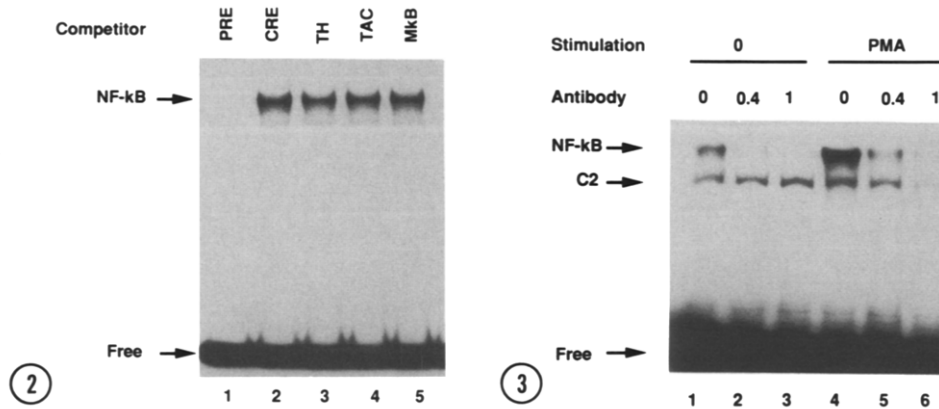 Competitor
PRE
CRE
TH
TAC
MkB
NF-kB
Free
1 2 3 4 5
2
Stimulation
0 PMA
Antibody
0 0.4 1 0 0.4 1
NF-kB
C2
Free
1 2 3 4 5 6
3